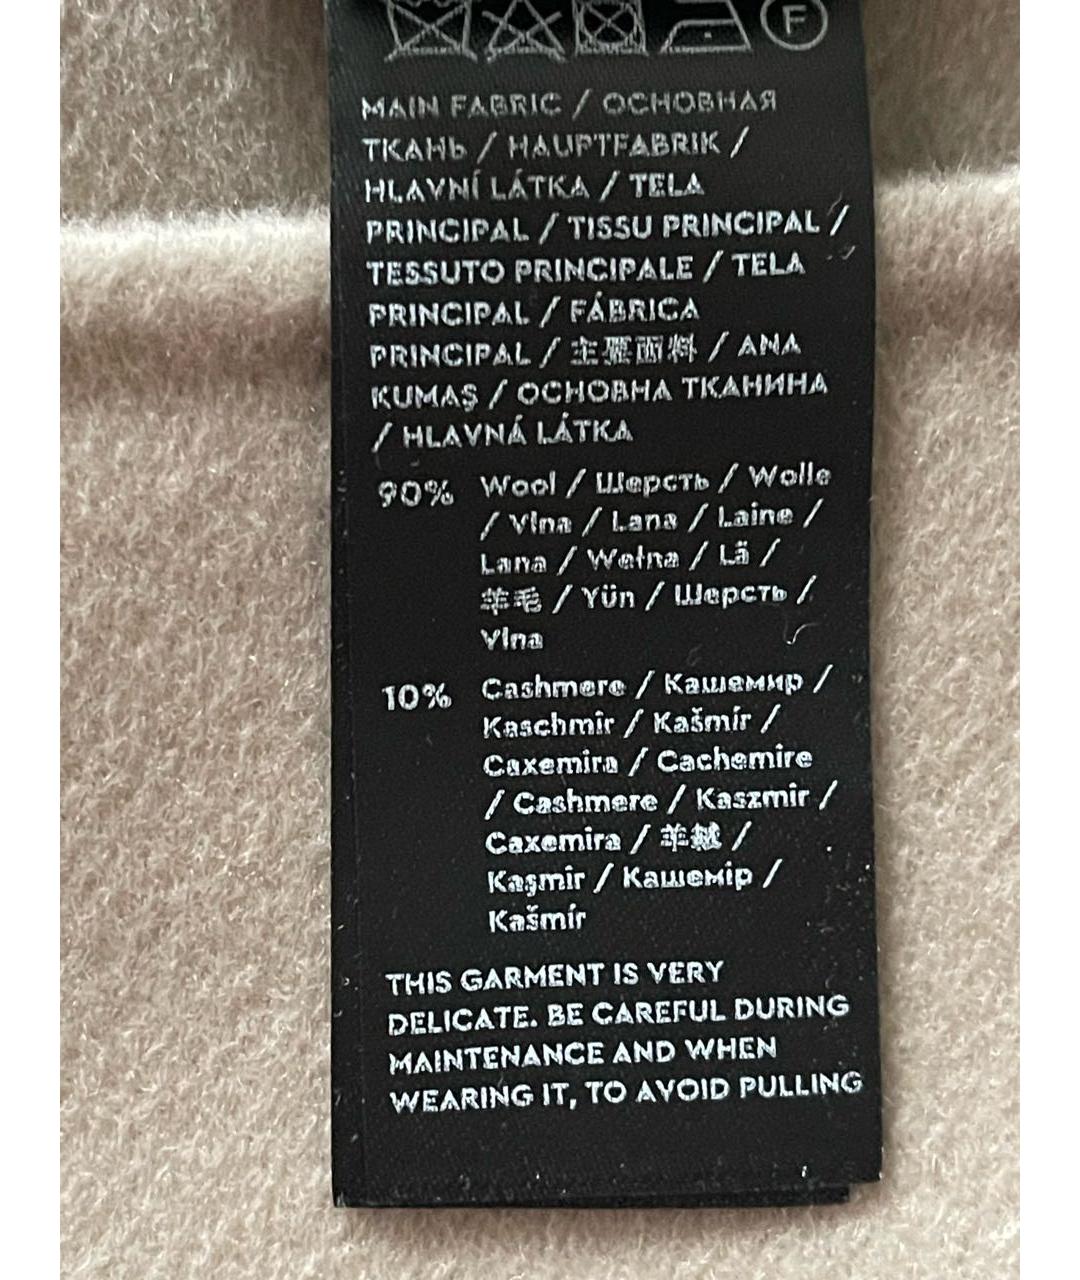 F
MAIN FABRIC / ОСНОВНАЯ
ТКАНЬ / HAUPTFABRIK /
HLAVNÍ LÁTKA / TELA
PRINCIPAL / TISSU PRINCIPAL /
TESSUTO PRINCIPALE / TELA
PRINCIPAL / FÁBRICA
PRINCIPAL / 主要面料 / ANA
KUMAŞ / ОСНОВНА ТКАНИНА
/ HLAVNÁ LÁTKA
90% Wool / Шерсть / Wolle
/ Vlna / Lana / Laine /
Lana / Wełna / Lã /
羊毛 / Yün / Шерсть /
Vlna
10% Cashmere / Кашемир /
Kaschmir / Kašmír /
Caxemira / Cachemire
/ Cashmere / Kaszmir /
Caxemira / 羊绒 /
Kaşmir / Кашемір /
Kašmír
THIS GARMENT IS VERY
DELICATE. BE CAREFUL DURING
MAINTENANCE AND WHEN
WEARING IT, TO AVOID PULLING